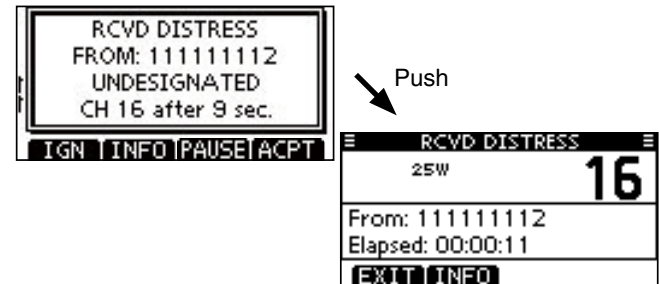 RCVD DISTRESS
FROM: 111111112
UNDESIGNATED
CH 16 after 9 sec.
IGN INFO PAUSE ACPT
Push
RCVD DISTRESS
25W 16
From: 111111112
Elapsed: 00:00:11
EXIT INFO